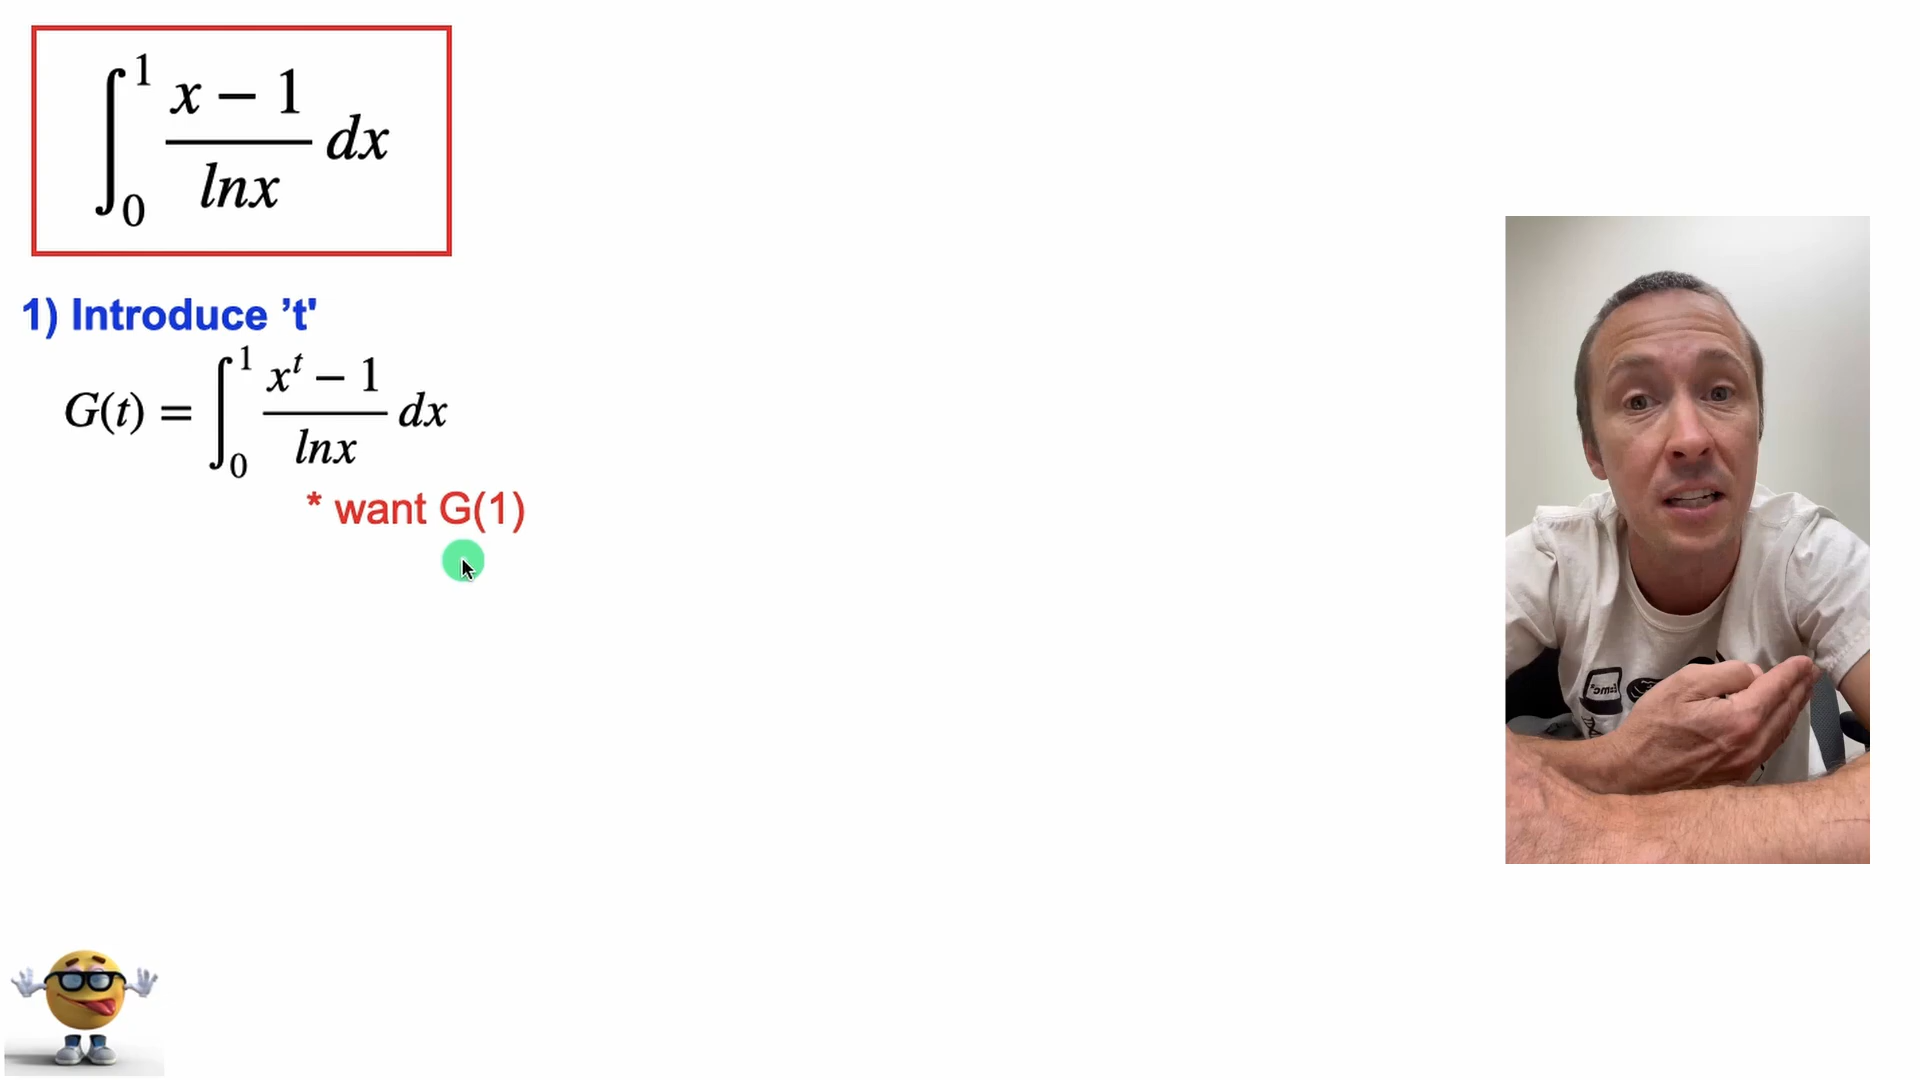 ∫₀¹ (x − 1)/(lnx) dx
1) Introduce ’t'
G(t) = ∫₀¹ (xᵗ − 1)/(lnx) dx
* want G(1)